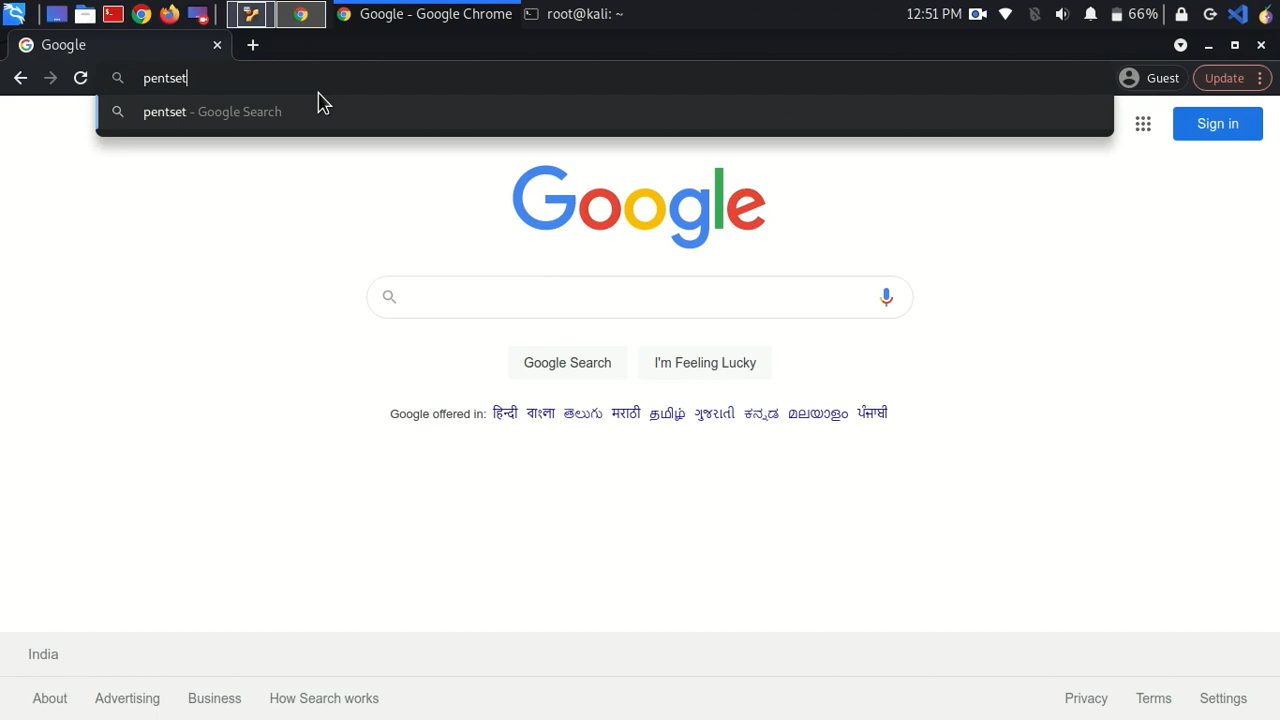 Google - Google Chrome
root@kali: ~
12:51 PM
66%
Google
pentset
Guest
Update
pentset - Google Search
Sign in
Google
Google Search
I'm Feeling Lucky
Google offered in: हिन्दी বাংলা తెలుగు मराठी தமிழ் ગુજરાતી ಕನ್ನಡ മലയാളം ਪੰਜਾਬੀ
India
About Advertising Business How Search works Privacy Terms Settings